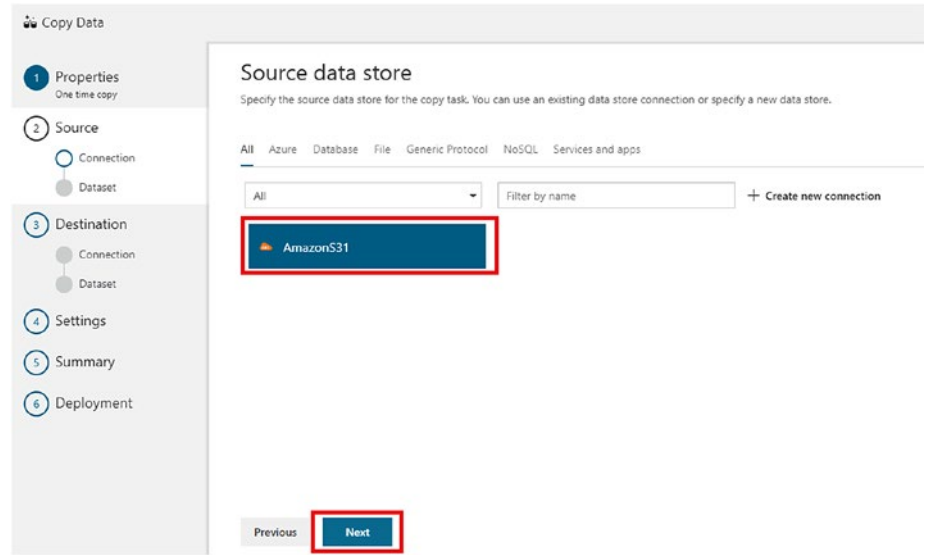 Copy Data
1 Properties
One time copy
2 Source
Connection
Dataset
3 Destination
Connection
Dataset
4 Settings
5 Summary
6 Deployment
Source data store
Specify the source data store for the copy task. You can use an existing data store connection or specify a new data store.
All Azure Database File Generic Protocol NoSQL Services and apps
All Filter by name + Create new connection
AmazonS31
Previous Next